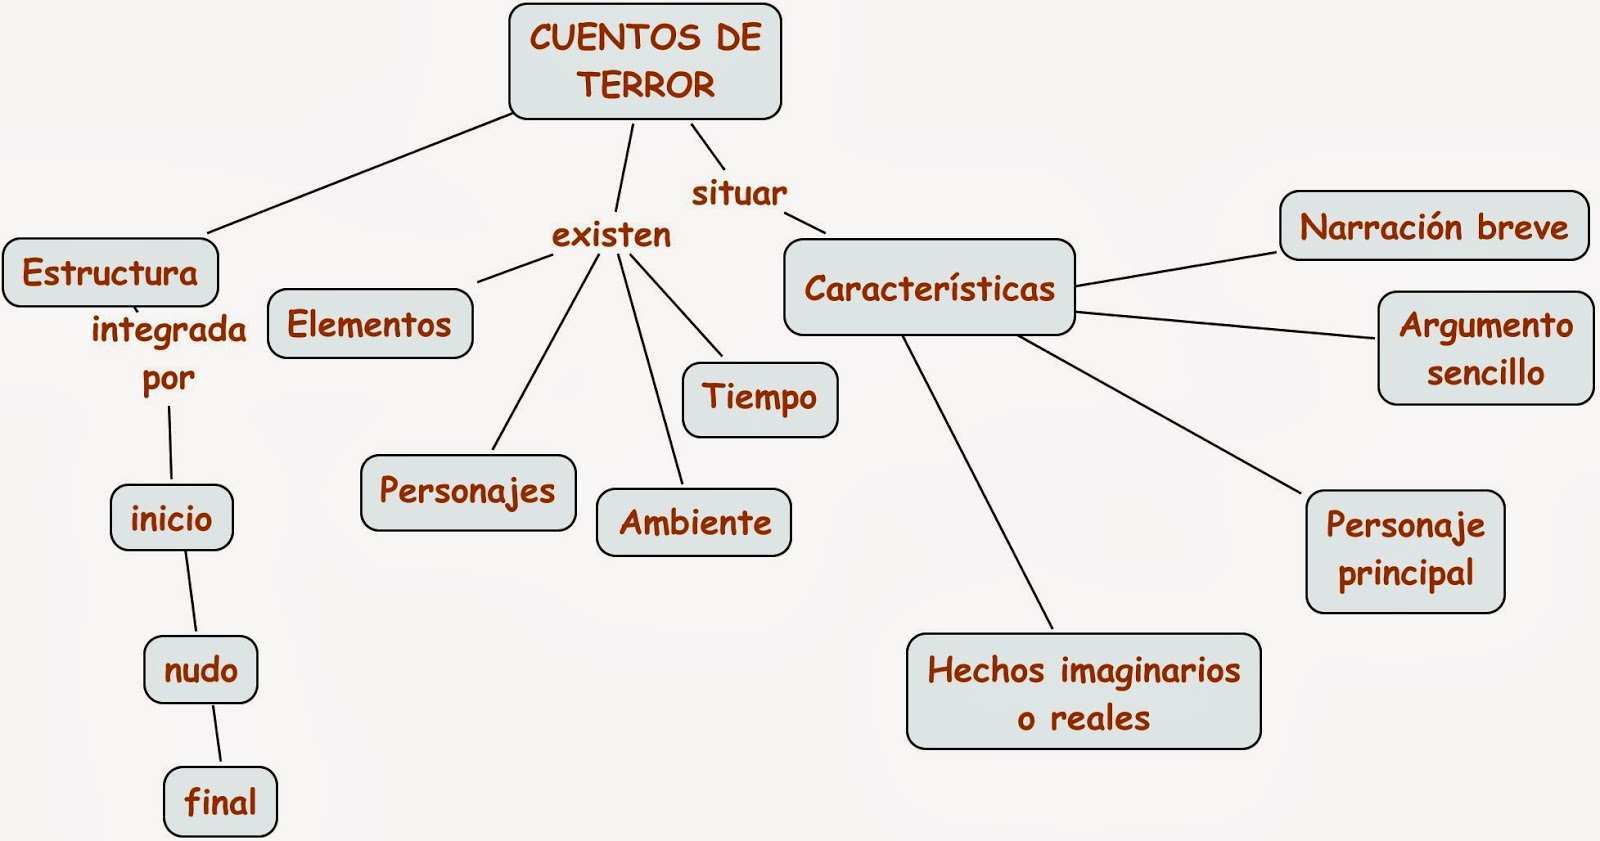 CUENTOS DE
TERROR
situar
existen
Estructura
integrada
por
inicio
nudo
final
Elementos
Personajes
Ambiente
Tiempo
Características
Narración breve
Argumento
sencillo
Personaje
principal
Hechos imaginarios
o reales